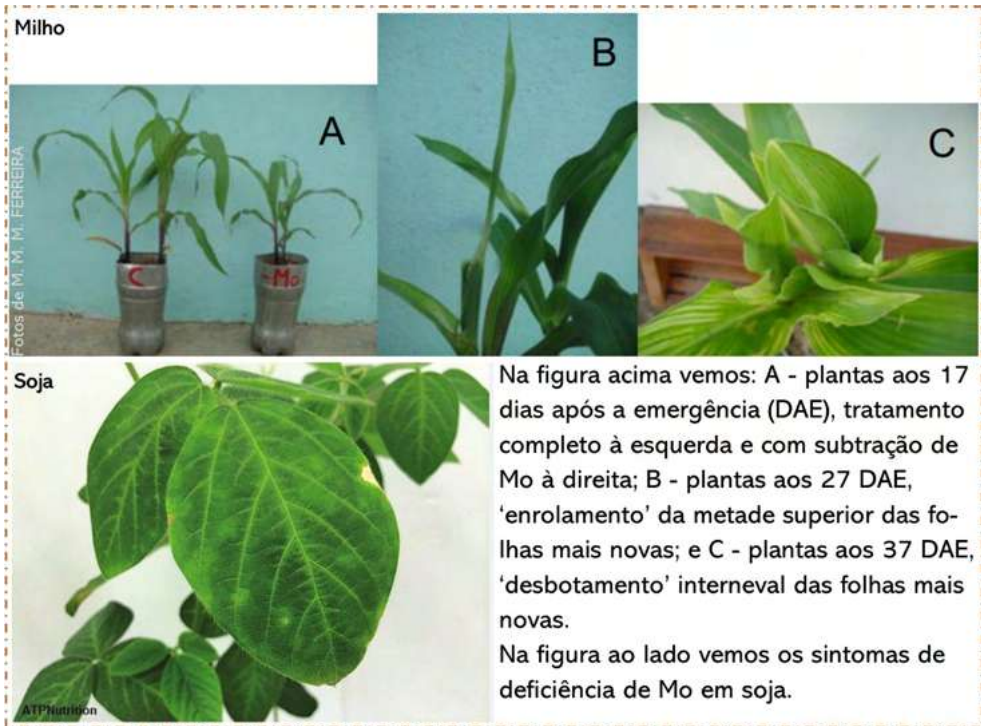 Milho
A
B
C
Fotos de M. M. M. FERREIRA
C
-Mo
Soja
ATPNutrition
Na figura acima vemos: A - plantas aos 17
dias após a emergência (DAE), tratamento
completo à esquerda e com subtração de
Mo à direita; B - plantas aos 27 DAE,
‘enrolamento’ da metade superior das fo-
lhas mais novas; e C - plantas aos 37 DAE,
‘desbotamento’ interneval das folhas mais
novas.
Na figura ao lado vemos os sintomas de
deficiência de Mo em soja.